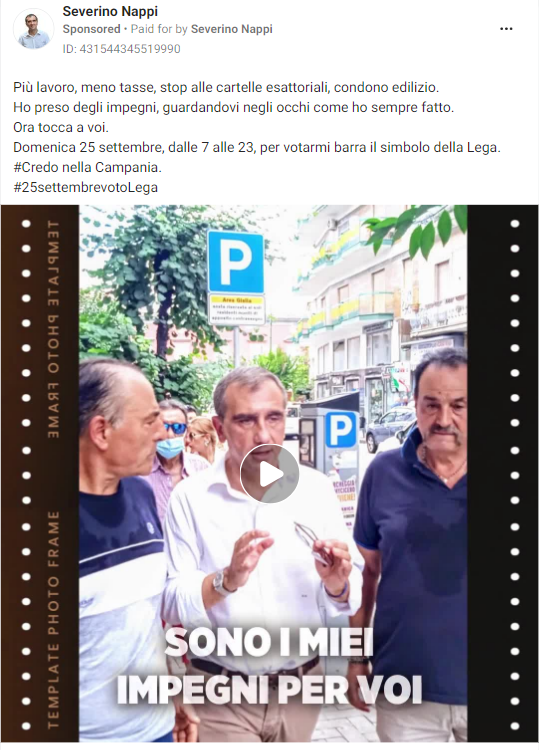 Severino Nappi
Sponsored • Paid for by Severino Nappi
ID: 431544345519990
Più lavoro, meno tasse, stop alle cartelle esattoriali, condono edilizio.
Ho preso degli impegni, guardandovi negli occhi come ho sempre fatto.
Ora tocca a voi.
Domenica 25 settembre, dalle 7 alle 23, per votarmi barra il simbolo della Lega.
#Credo nella Campania.
#25settembrevotoLega
TEMPLATE PHOTO FRAME
TEMPLATE PHOTO FRAME
P
Area Gialla
P
SONO I MIEI
IMPEGNI PER VOI